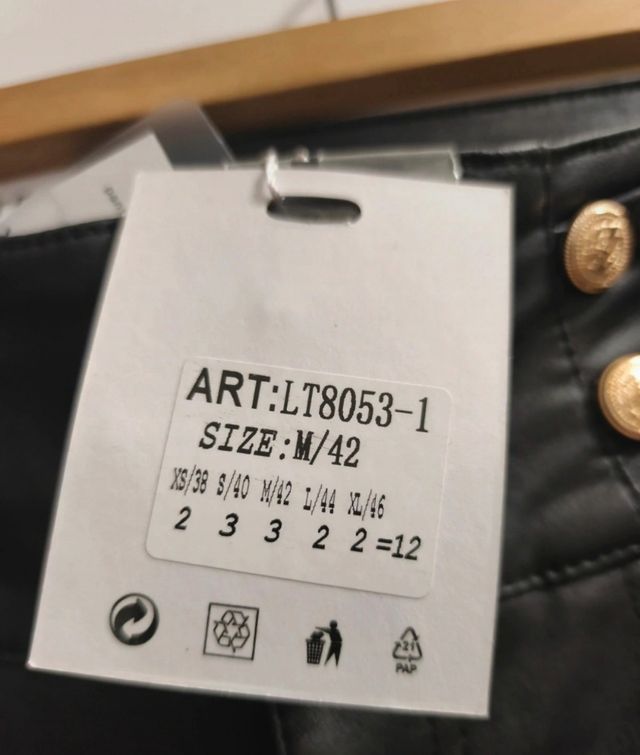 ART:LT8053-1
SIZE:M/42
XS/38 S/40 M/42 L/44 XL/46
2 3 3 2 2 =12
21
PAP